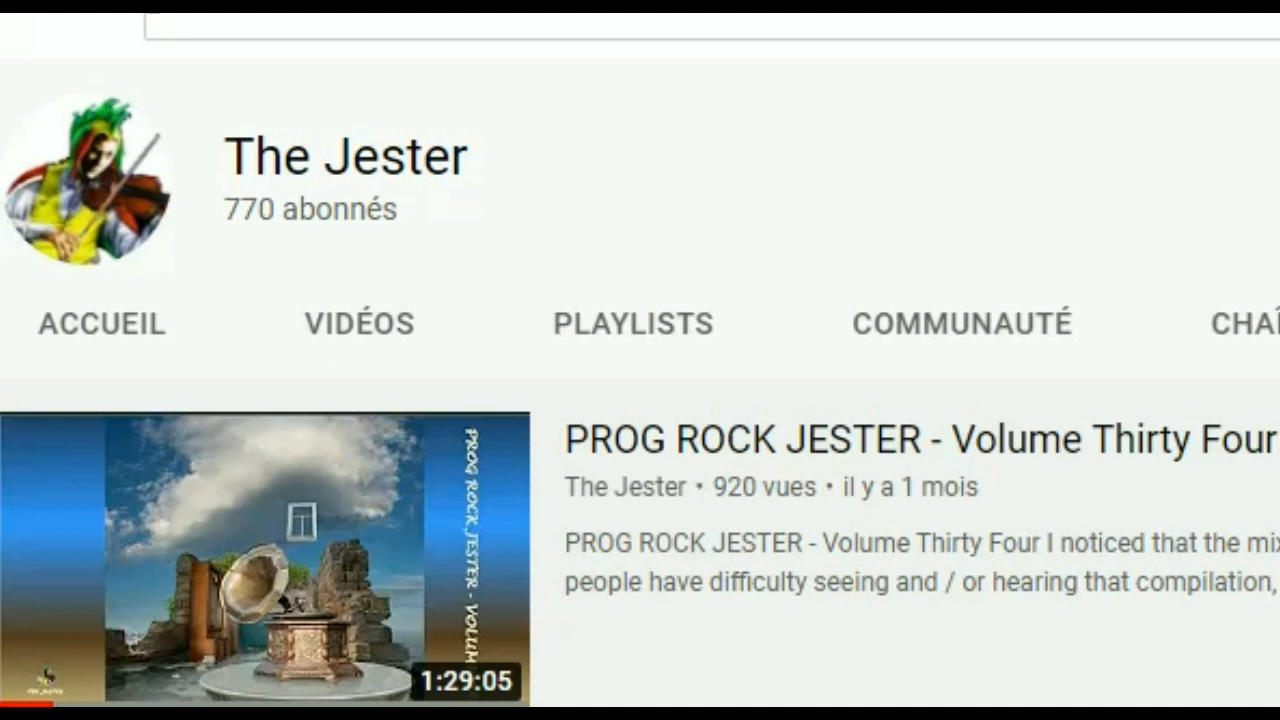 The Jester
770 abonnés
ACCUEIL VIDÉOS PLAYLISTS COMMUNAUTÉ CHAÎ
PROG ROCK JESTER - VOLUM
1:29:05
PROG ROCK JESTER - Volume Thirty Four
The Jester • 920 vues • il y a 1 mois
PROG ROCK JESTER - Volume Thirty Four I noticed that the mix
people have difficulty seeing and / or hearing that compilation,